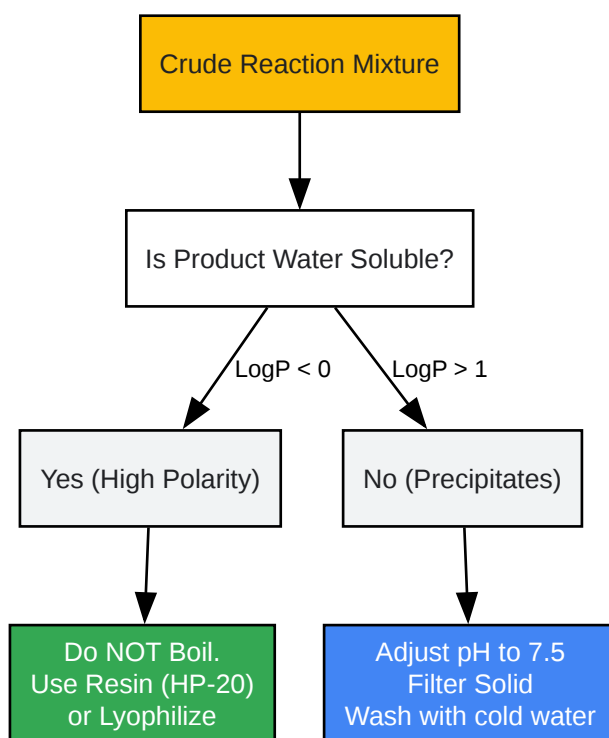 Crude Reaction Mixture
Is Product Water Soluble?
LogP < 0
LogP > 1
Yes (High Polarity)
No (Precipitates)
Do NOT Boil.
Use Resin (HP-20)
or Lyophilize
Adjust pH to 7.5
Filter Solid
Wash with cold water